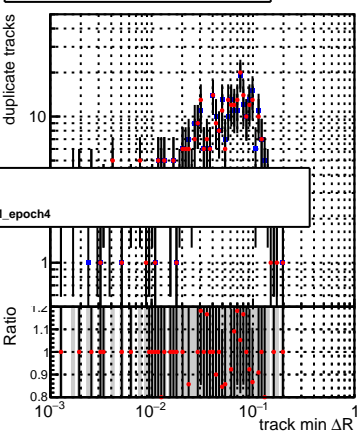 duplicate tracks
10
l_epoch4
1
Ratio
1.2
1.1
1
0.9
0.8
10⁻³
10⁻²
10⁻¹
1
track min ΔR